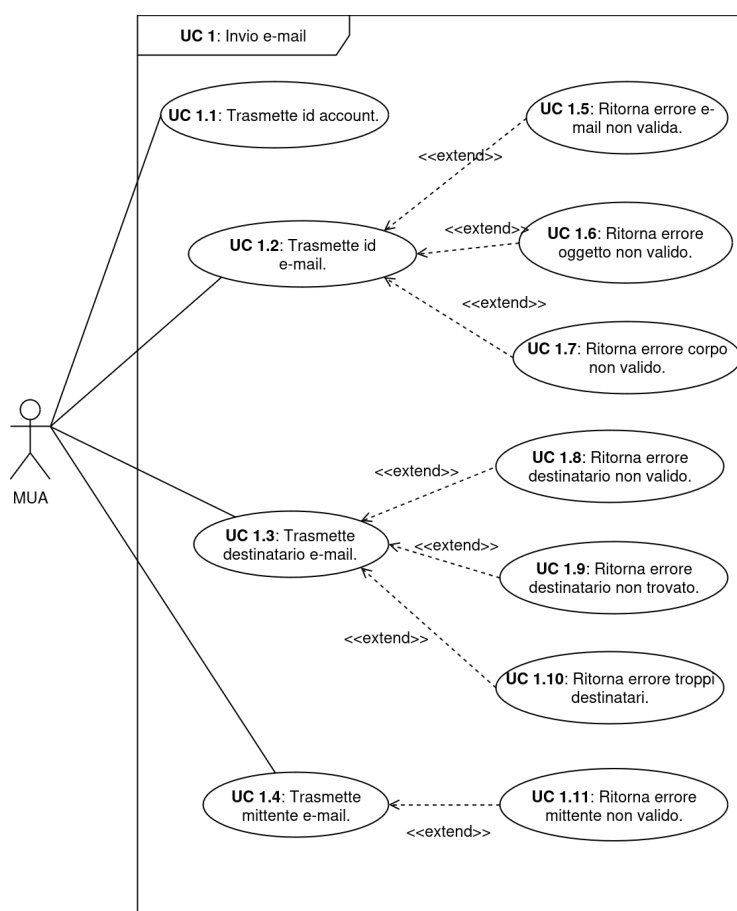 UC 1: Invio e-mail
UC 1.1: Trasmette id account.
UC 1.5: Ritorna errore e-
mail non valida.
<<extend>>
UC 1.2: Trasmette id
e-mail.
<<extend>>
UC 1.6: Ritorna errore
oggetto non valido.
<<extend>>
UC 1.7: Ritorna errore corpo
non valido.
MUA
UC 1.3: Trasmette
destinatario e-mail.
<<extend>>
UC 1.8: Ritorna errore
destinatario non valido.
<<extend>>
UC 1.9: Ritorna errore
destinatario non trovato.
<<extend>>
UC 1.10: Ritorna errore troppi
destinatari.
UC 1.4: Trasmette
mittente e-mail.
<<extend>>
UC 1.11: Ritorna errore
mittente non valido.